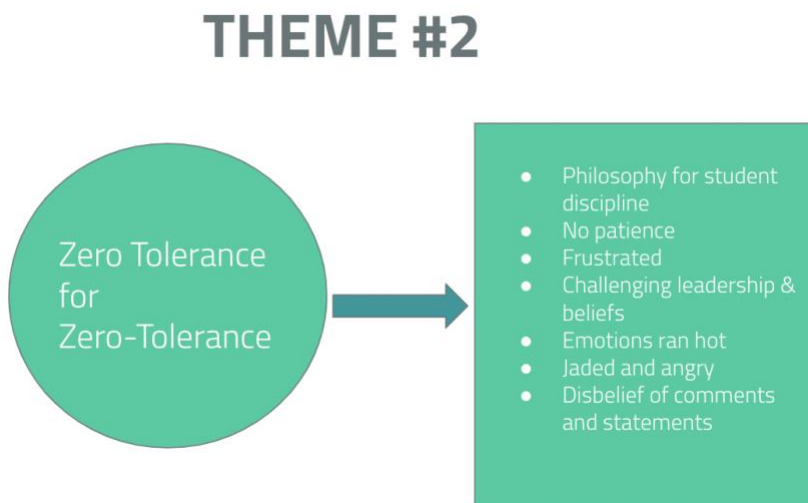 THEME #2
Zero Tolerance
for
Zero-Tolerance
● Philosophy for student
discipline
● No patience
● Frustrated
● Challenging leadership &
beliefs
● Emotions ran hot
● Jaded and angry
● Disbelief of comments
and statements